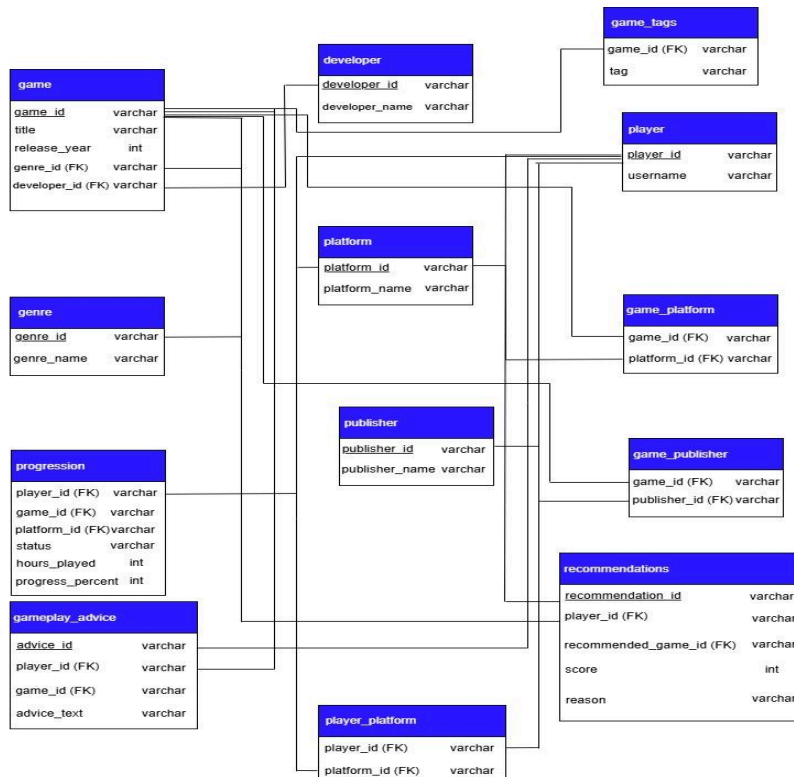 game
game_id varchar
title varchar
release_year int
genre_id (FK) varchar
developer_id (FK) varchar
developer
developer_id varchar
developer_name varchar
game_tags
game_id (FK) varchar
tag varchar
player
player_id varchar
username varchar
platform
platform_id varchar
platform_name varchar
genre
genre_id varchar
genre_name varchar
game_platform
game_id (FK) varchar
platform_id (FK) varchar
publisher
publisher_id varchar
publisher_name varchar
progression
player_id (FK) varchar
game_id (FK) varchar
platform_id (FK) varchar
status varchar
hours_played int
progress_percent int
game_publisher
game_id (FK) varchar
publisher_id (FK) varchar
recommendations
recommendation_id varchar
player_id (FK) varchar
recommended_game_id (FK) varchar
score int
reason varchar
gameplay_advice
advice_id varchar
player_id (FK) varchar
game_id (FK) varchar
advice_text varchar
player_platform
player_id (FK) varchar
platform_id (FK) varchar